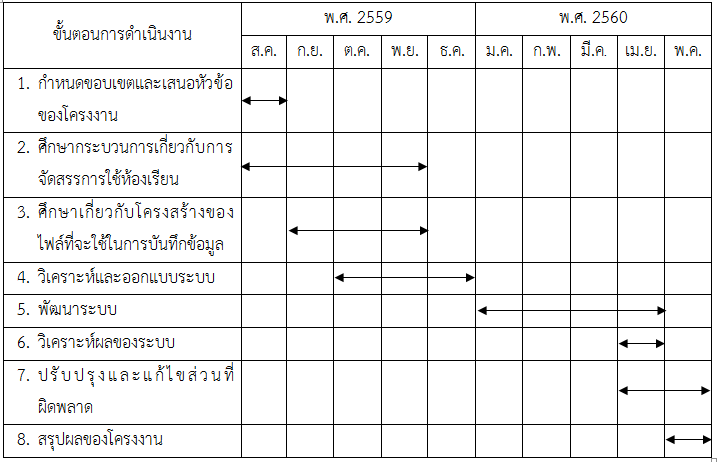 ขั้นตอนการดำเนินงาน
พ.ศ. 2559
พ.ศ. 2560
ส.ค.
ก.ย.
ต.ค.
พ.ย.
ธ.ค.
ม.ค.
ก.พ.
มี.ค.
เม.ย.
พ.ค.
1. กำหนดขอบเขตและเสนอหัวข้อ
ของโครงงาน
2. ศึกษากระบวนการเกี่ยวกับการ
จัดสรรการใช้ห้องเรียน
3. ศึกษาเกี่ยวกับโครงสร้างของ
ไฟล์ที่จะใช้ในการบันทึกข้อมูล
4. วิเคราะห์และออกแบบระบบ
5. พัฒนาระบบ
6. วิเคราะห์ผลของระบบ
7. ปรับปรุงและแก้ไขส่วนที่
ผิดพลาด
8. สรุปผลของโครงงาน